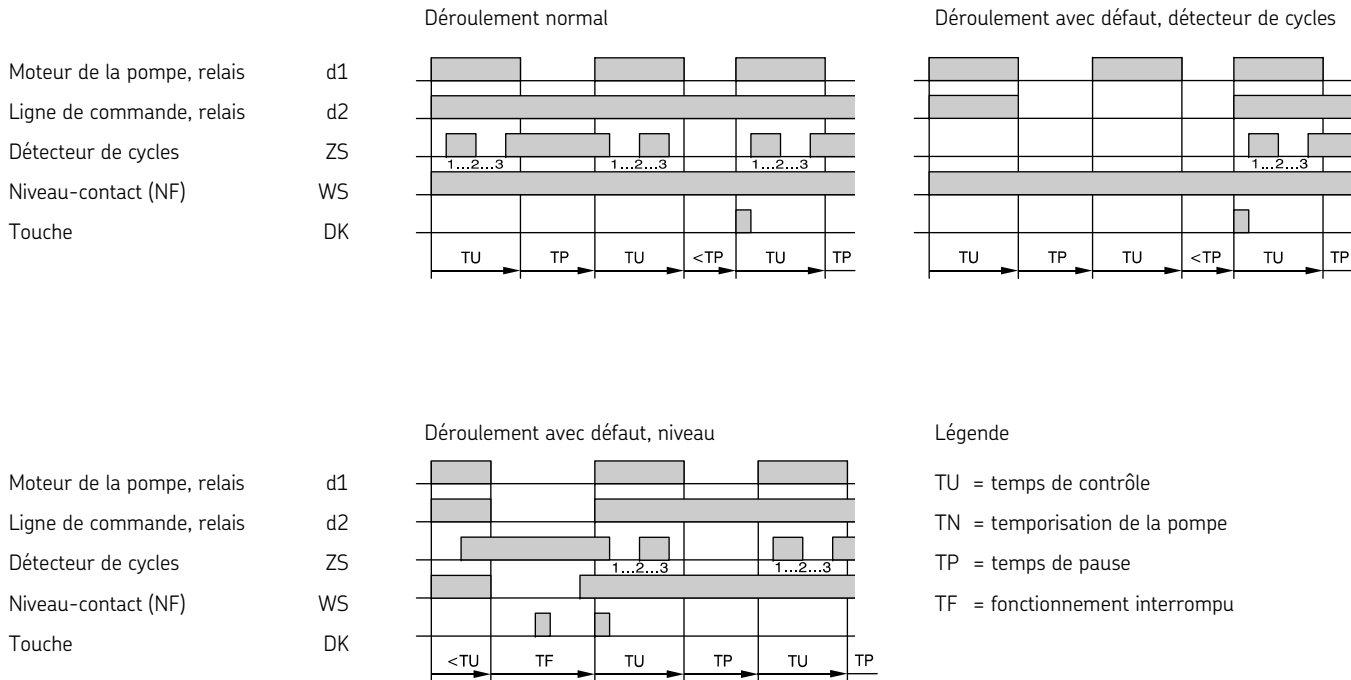 Déroulement normal
Déroulement avec défaut, détecteur de cycles
Moteur de la pompe, relais d1
Ligne de commande, relais d2
Détecteur de cycles ZS
1...2...3 1...2...3 1...2...3 1...2...3
Niveau-contact (NF) WS
Touche DK
TU TP TU <TP TU TP TU TP TU <TP TU TP
Déroulement avec défaut, niveau
Légende
Moteur de la pompe, relais d1
TU = temps de contrôle
Ligne de commande, relais d2
TN = temporisation de la pompe
Détecteur de cycles ZS
TP = temps de pause
1...2...3 1...2...3
Niveau-contact (NF) WS
TF = fonctionnement interrompu
Touche DK
<TU TF TU TP TU TP